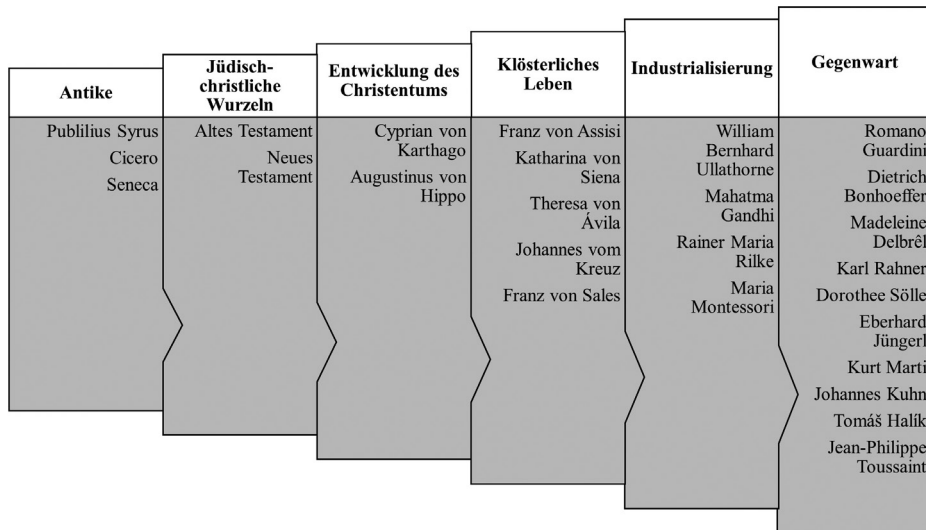 Antike
Publilius Syrus
Cicero
Seneca
Jüdisch-
christliche
Wurzeln
Altes Testament
Neues
Testament
Entwicklung des
Christentums
Cyprian von
Karthago
Augustinus von
Hippo
Klösterliches
Leben
Franz von Assisi
Katharina von
Siena
Theresa von
Ávila
Johannes vom
Kreuz
Franz von Sales
Industrialisierung
William
Bernhard
Ullathorne
Mahatma
Gandhi
Rainer Maria
Rilke
Maria
Montessori
Gegenwart
Romano
Guardini
Dietrich
Bonhoeffer
Madeleine
Delbrêl
Karl Rahner
Dorothee Sölle
Eberhard
Jüngerl
Kurt Marti
Johannes Kuhn
Tomáš Halík
Jean-Philippe
Toussaint